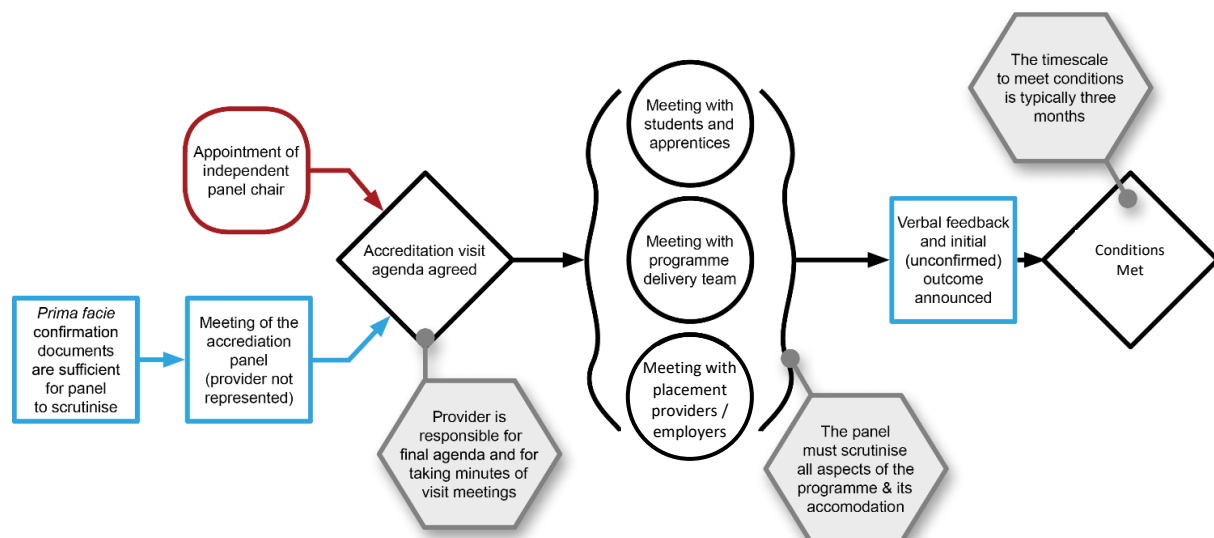 Appointment of
independent
panel chair
Prima facie
confirmation
documents
are sufficient
for panel
to scrutinise
Meeting of the
accrediation
panel
(provider not
represented)
Accreditation visit
agenda agreed
Provider is
responsible for
final agenda and for
taking minutes of
visit meetings
Meeting with
students and
apprentices
Meeting with
programme
delivery team
Meeting with
placement
providers /
employers
The panel
must scrutinise
all aspects of the
programme & its
accomodation
Verbal feedback
and initial
(unconfirmed)
outcome
announced
The timescale
to meet conditions
is typically three
months
Conditions
Met